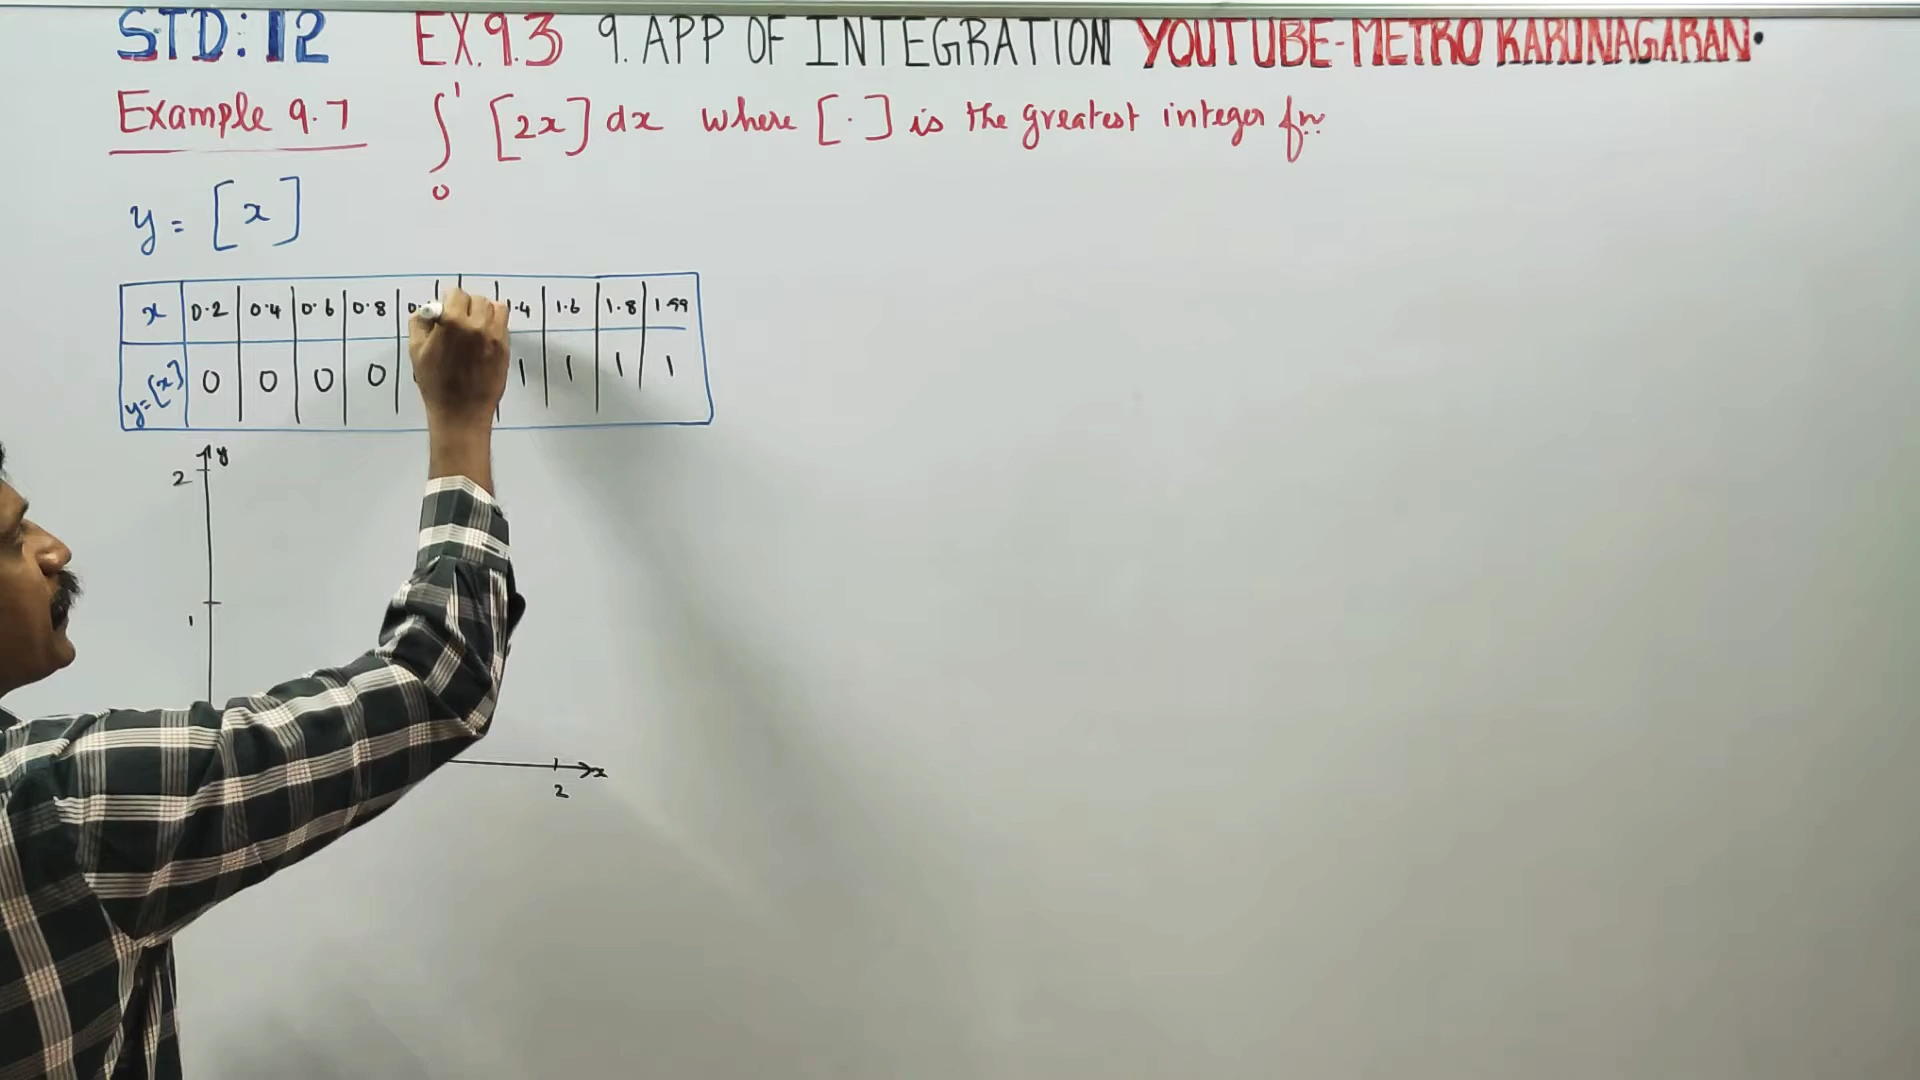 STD: 12 EX. 9.3 9. APP OF INTEGRATION YOUTUBE-METRO KARUNAGARAN.
Example 9.7 ∫₀¹ [2x] dx where [.] is the greatest integer fn
y = [x]
x 0.2 0.4 0.6 0.8 1.4 1.6 1.8 1.99
y=[x] 0 0 0 0 1 1 1 1
y
2
1
x
2